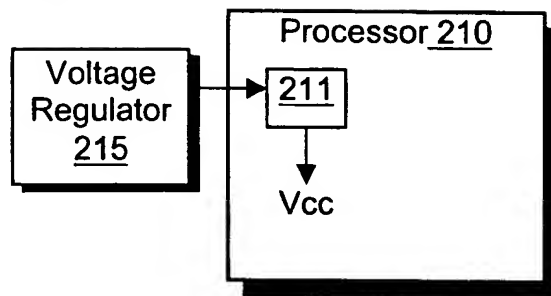 Processor 210
Voltage
Regulator
215
211
Vcc